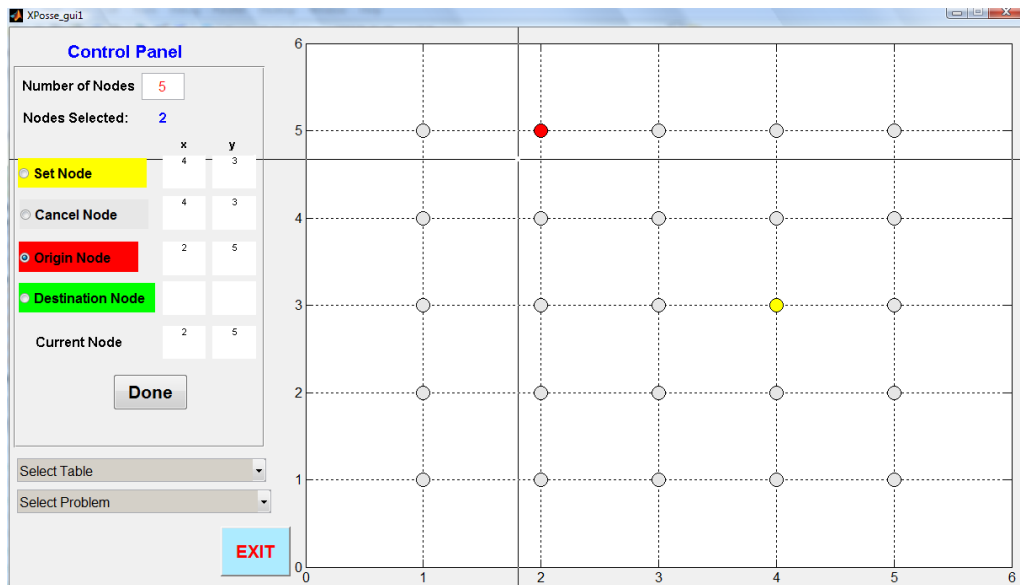 XPosse_gui1
Control Panel
Number of Nodes 5
Nodes Selected: 2
x y
Set Node 4 3
Cancel Node 4 3
Origin Node 2 5
Destination Node
Current Node 2 5
Done
Select Table
Select Problem
EXIT
6
5
4
3
2
1
0
0 1 2 3 4 5 6